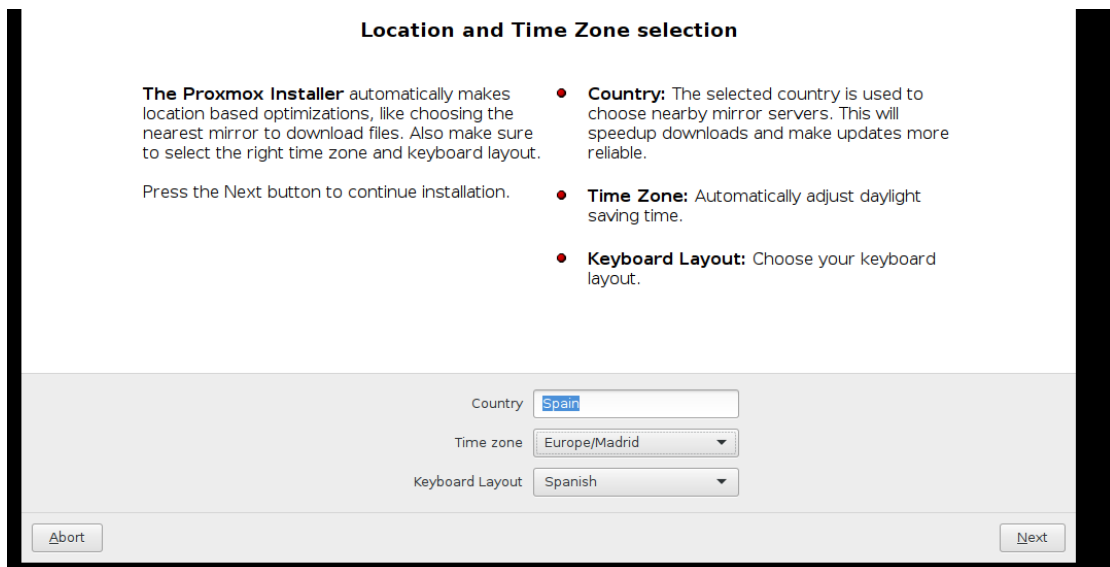 Location and Time Zone selection
The Proxmox Installer automatically makes
location based optimizations, like choosing the
nearest mirror to download files. Also make sure
to select the right time zone and keyboard layout.
Press the Next button to continue installation.
Country: The selected country is used to
choose nearby mirror servers. This will
speedup downloads and make updates more
reliable.
Time Zone: Automatically adjust daylight
saving time.
Keyboard Layout: Choose your keyboard
layout.
Country Spain
Time zone Europe/Madrid
Keyboard Layout Spanish
Abort Next